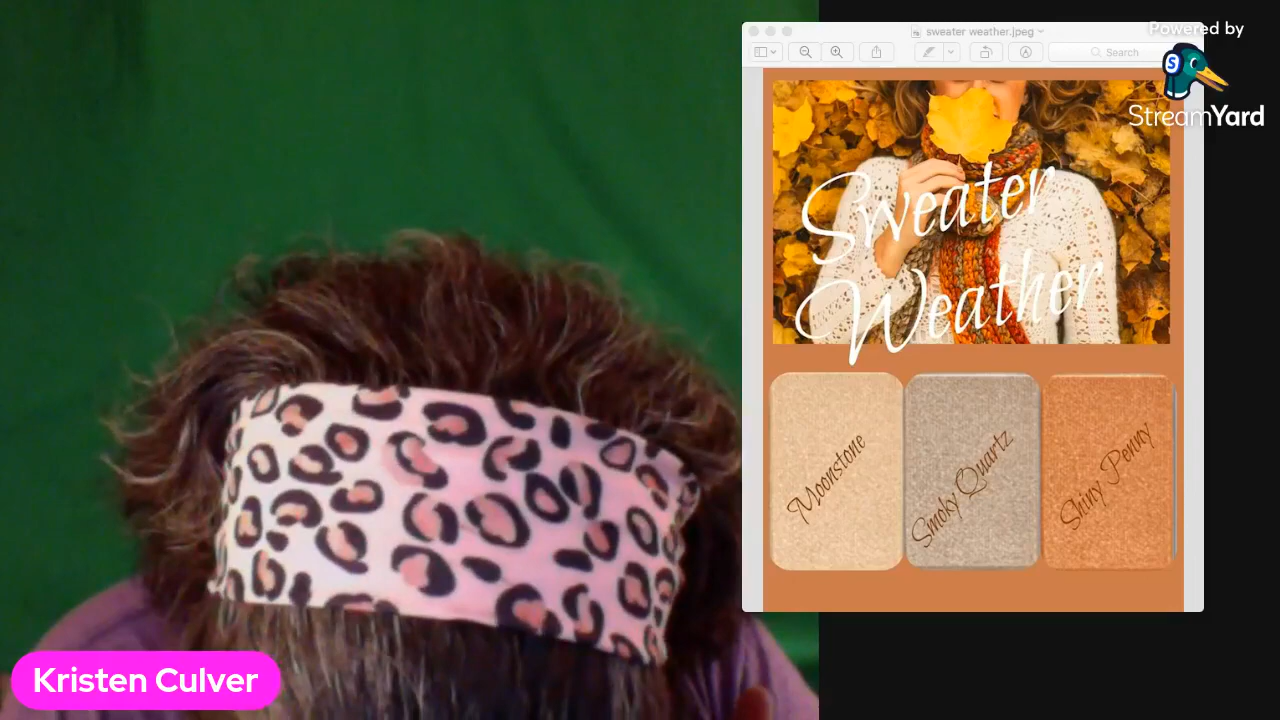 sweater weather.jpeg
Search
Powered by
StreamYard
Sweater
Weather
Moonstone
Smoky Quartz
Shiny Penny
Kristen Culver